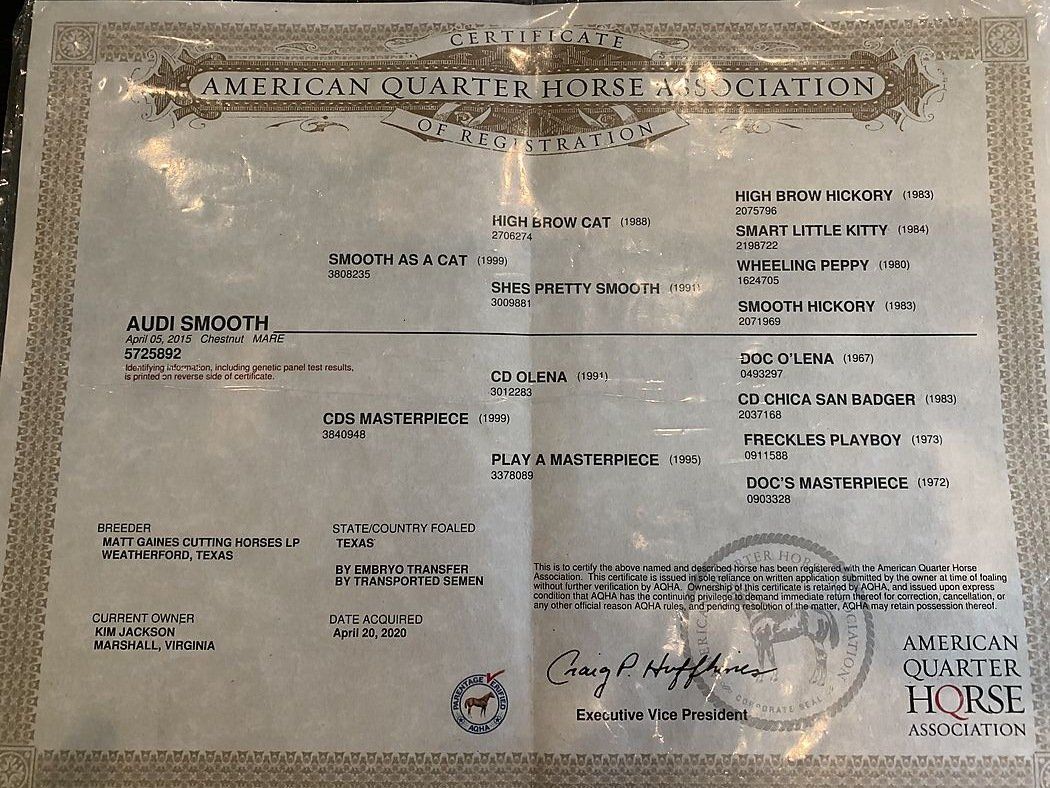 CERTIFICATE
AMERICAN QUARTER HORSE ASSOCIATION
OF REGISTRATION
HIGH BROW HICKORY (1983)
2075796
HIGH BROW CAT (1988)
2706274
SMART LITTLE KITTY (1984)
2198722
SMOOTH AS A CAT (1999)
3808235
WHEELING PEPPY (1980)
1624705
SHES PRETTY SMOOTH (1991)
3009881
SMOOTH HICKORY (1983)
2071969
AUDI SMOOTH
April 05, 2015 Chestnut MARE
5725892
Identifying information, including genetic panel test results,
is printed on reverse side of certificate.
DOC O'LENA (1967)
0493297
CD OLENA (1991)
3012283
CD CHICA SAN BADGER (1983)
2037168
CDS MASTERPIECE (1999)
3840948
FRECKLES PLAYBOY (1973)
0911588
PLAY A MASTERPIECE (1995)
3378089
DOC'S MASTERPIECE (1972)
0903328
BREEDER
MATT GAINES CUTTING HORSES LP
WEATHERFORD, TEXAS
STATE/COUNTRY FOALED
TEXAS
BY EMBRYO TRANSFER
BY TRANSPORTED SEMEN
CURRENT OWNER
KIM JACKSON
MARSHALL, VIRGINIA
DATE ACQUIRED
April 20, 2020
This is to certify the above named and described horse has been registered with the American Quarter Horse
Association. This certificate is issued in sole reliance on written application submitted by the owner at time of foaling
without further verification by AQHA. Ownership of this certificate is retained by AQHA, and issued upon express
condition that AQHA has the continuing privilege to demand immediate return thereof for correction, cancellation, or
any other official reason AQHA rules, and pending resolution of the matter, AQHA may retain possession thereof.
PARENTAGE VERIFIED
AQHA
Craig P. Huffhines
Executive Vice President
CORPORATE SEAL
AMERICAN
QUARTER
HORSE
ASSOCIATION